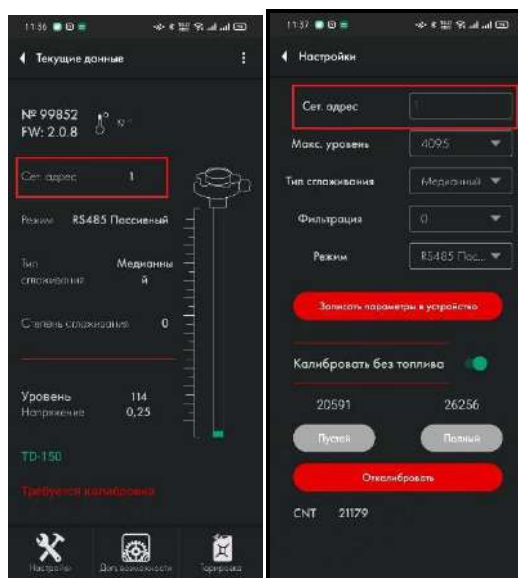 11:36
Текущие данные
№ 99852
FW: 2.0.8
Сет. адрес 1
Режим RS485 Пассивный
Тип сглаживания Медианный
Степень сглаживания 0
Уровень 114
Напряжение 0,25
TD-150
Требуется калибровка
Настройки Доп. возможности Тарировка
11:37
Настройки
Сет. адрес 1
Макс. уровень 4095
Тип сглаживания Медианный
Фильтрация 0
Режим RS485 Пас...
Записать параметры в устройство
Калибровать без топлива
20591 26256
Пустой Полный
Откалибровать
CNT 21179